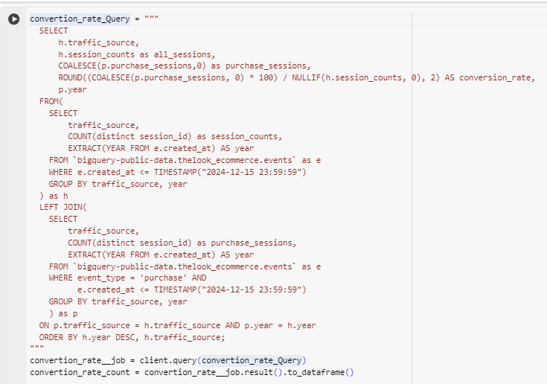 convertion_rate_Query = """
SELECT
h.traffic_source,
h.session_counts as all_sessions,
COALESCE(p.purchase_sessions,0) as purchase_sessions,
ROUND((COALESCE(p.purchase_sessions, 0) * 100) / NULLIF(h.session_counts, 0), 2) AS conversion_rate,
p.year
FROM(
SELECT
traffic_source,
COUNT(distinct session_id) as session_counts,
EXTRACT(YEAR FROM e.created_at) AS year
FROM `bigquery-public-data.thelook_ecommerce.events` as e
WHERE e.created_at <= TIMESTAMP("2024-12-15 23:59:59")
GROUP BY traffic_source, year
) as h
LEFT JOIN(
SELECT
traffic_source,
COUNT(distinct session_id) as purchase_sessions,
EXTRACT(YEAR FROM e.created_at) AS year
FROM `bigquery-public-data.thelook_ecommerce.events` as e
WHERE event_type = 'purchase' AND
e.created_at <= TIMESTAMP("2024-12-15 23:59:59")
GROUP BY traffic_source, year
) as p
ON p.traffic_source = h.traffic_source AND p.year = h.year
ORDER BY h.year DESC, h.traffic_source;
"""
convertion_rate__job = client.query(convertion_rate_Query)
convertion_rate_count = convertion_rate__job.result().to_dataframe()